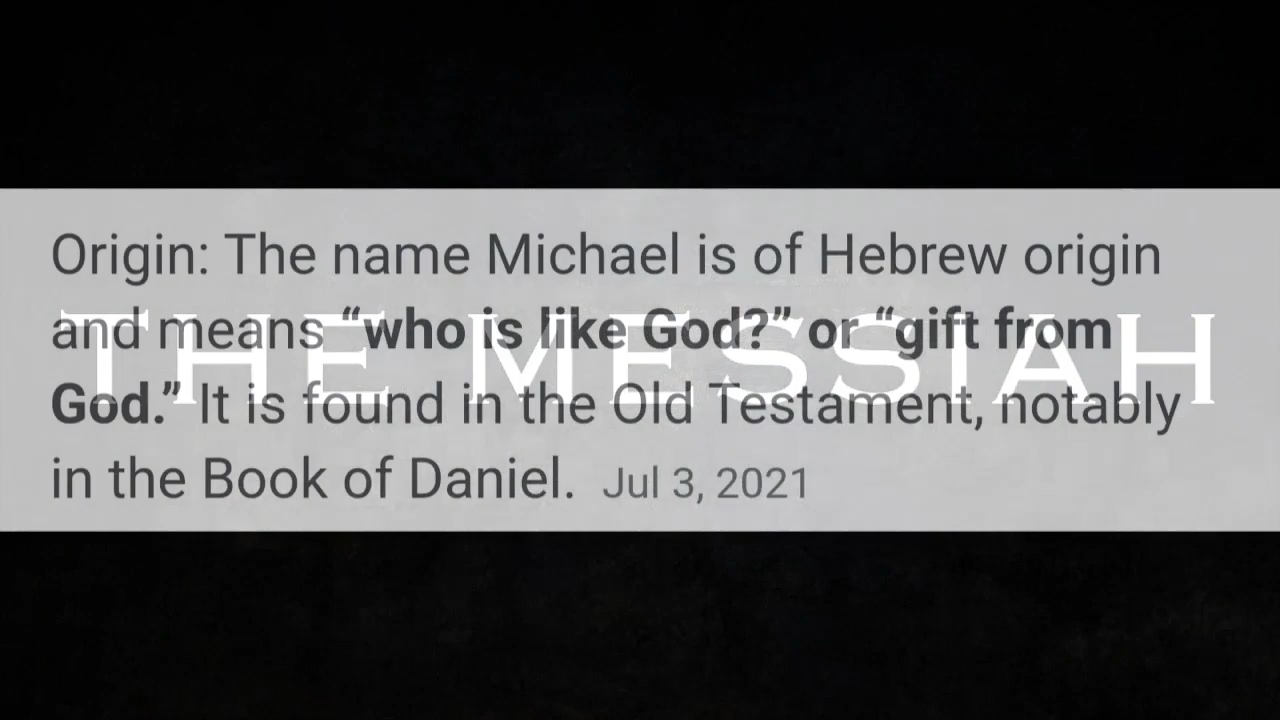 Origin: The name Michael is of Hebrew origin
and means “who is like God?” or “gift from
THE MESSIAH
God.” It is found in the Old Testament, notably
in the Book of Daniel. Jul 3, 2021